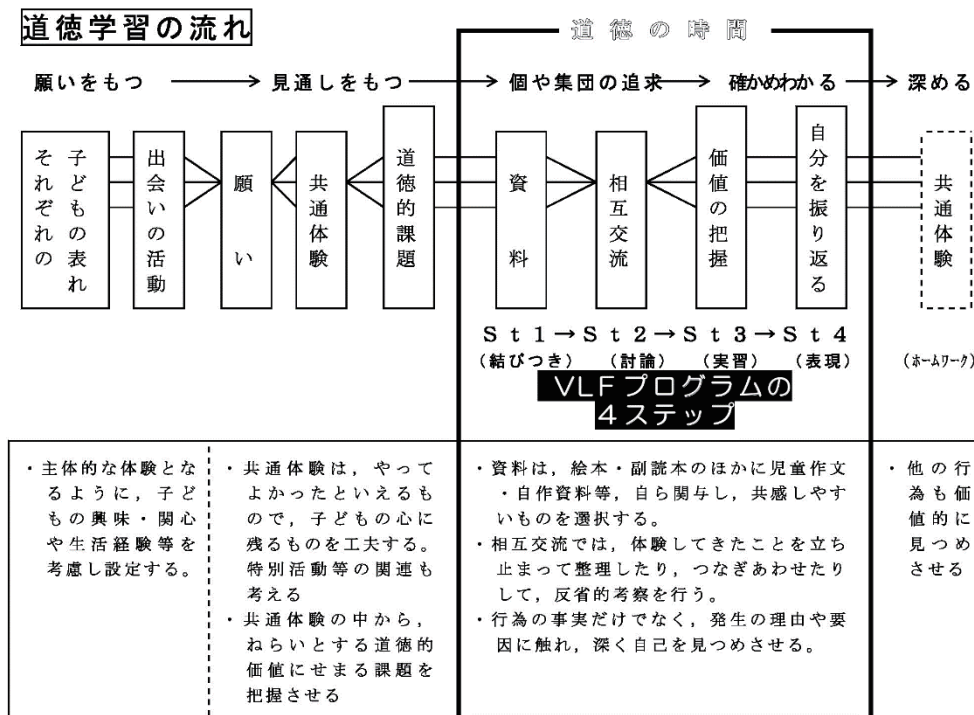 道徳学習の流れ
道徳の時間
願いをもつ → 見通しをもつ → 個や集団の追求 → 確かめわかる → 深める
子どもの表れ
それぞれの
出会いの活動
願い
共通体験
道徳的課題
資料
相互交流
価値の把握
自分を振り返る
共通体験
Ｓｔ１→Ｓｔ２→Ｓｔ３→Ｓｔ４
(結びつき) (討論) (実習) (表現) (ﾎｰﾑﾜｰｸ)
VLFプログラムの
4ステップ
・主体的な体験とな
るように，子ど
もの興味・関心
や生活経験等を
考慮し設定する。
・共通体験は，やって
よかったといえるも
ので，子どもの心に
残るものを工夫する。
特別活動等の関連も
考える
・共通体験の中から，
ねらいとする道徳的
価値にせまる課題を
把握させる
・資料は，絵本・副読本のほかに児童作文
・自作資料等，自ら関与し，共感しやす
いものを選択する。
・相互交流では，体験してきたことを立ち
止まって整理したり，つなぎあわせたり
して，反省的考察を行う。
・行為の事実だけでなく，発生の理由や要
因に触れ，深く自己を見つめさせる。
・他の行
為も価
値的に
見つめ
させる